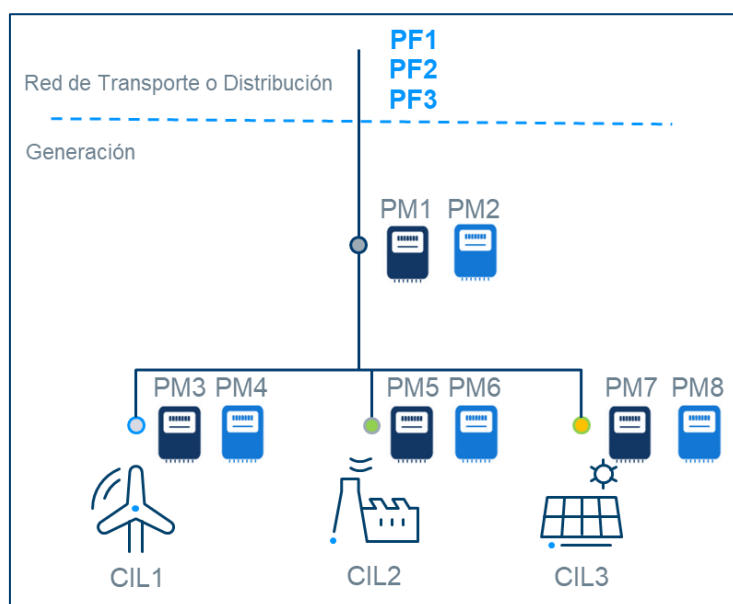 PF1
PF2
PF3
Red de Transporte o Distribución
Generación
PM1 PM2
PM3 PM4 PM5 PM6 PM7 PM8
CIL1 CIL2 CIL3